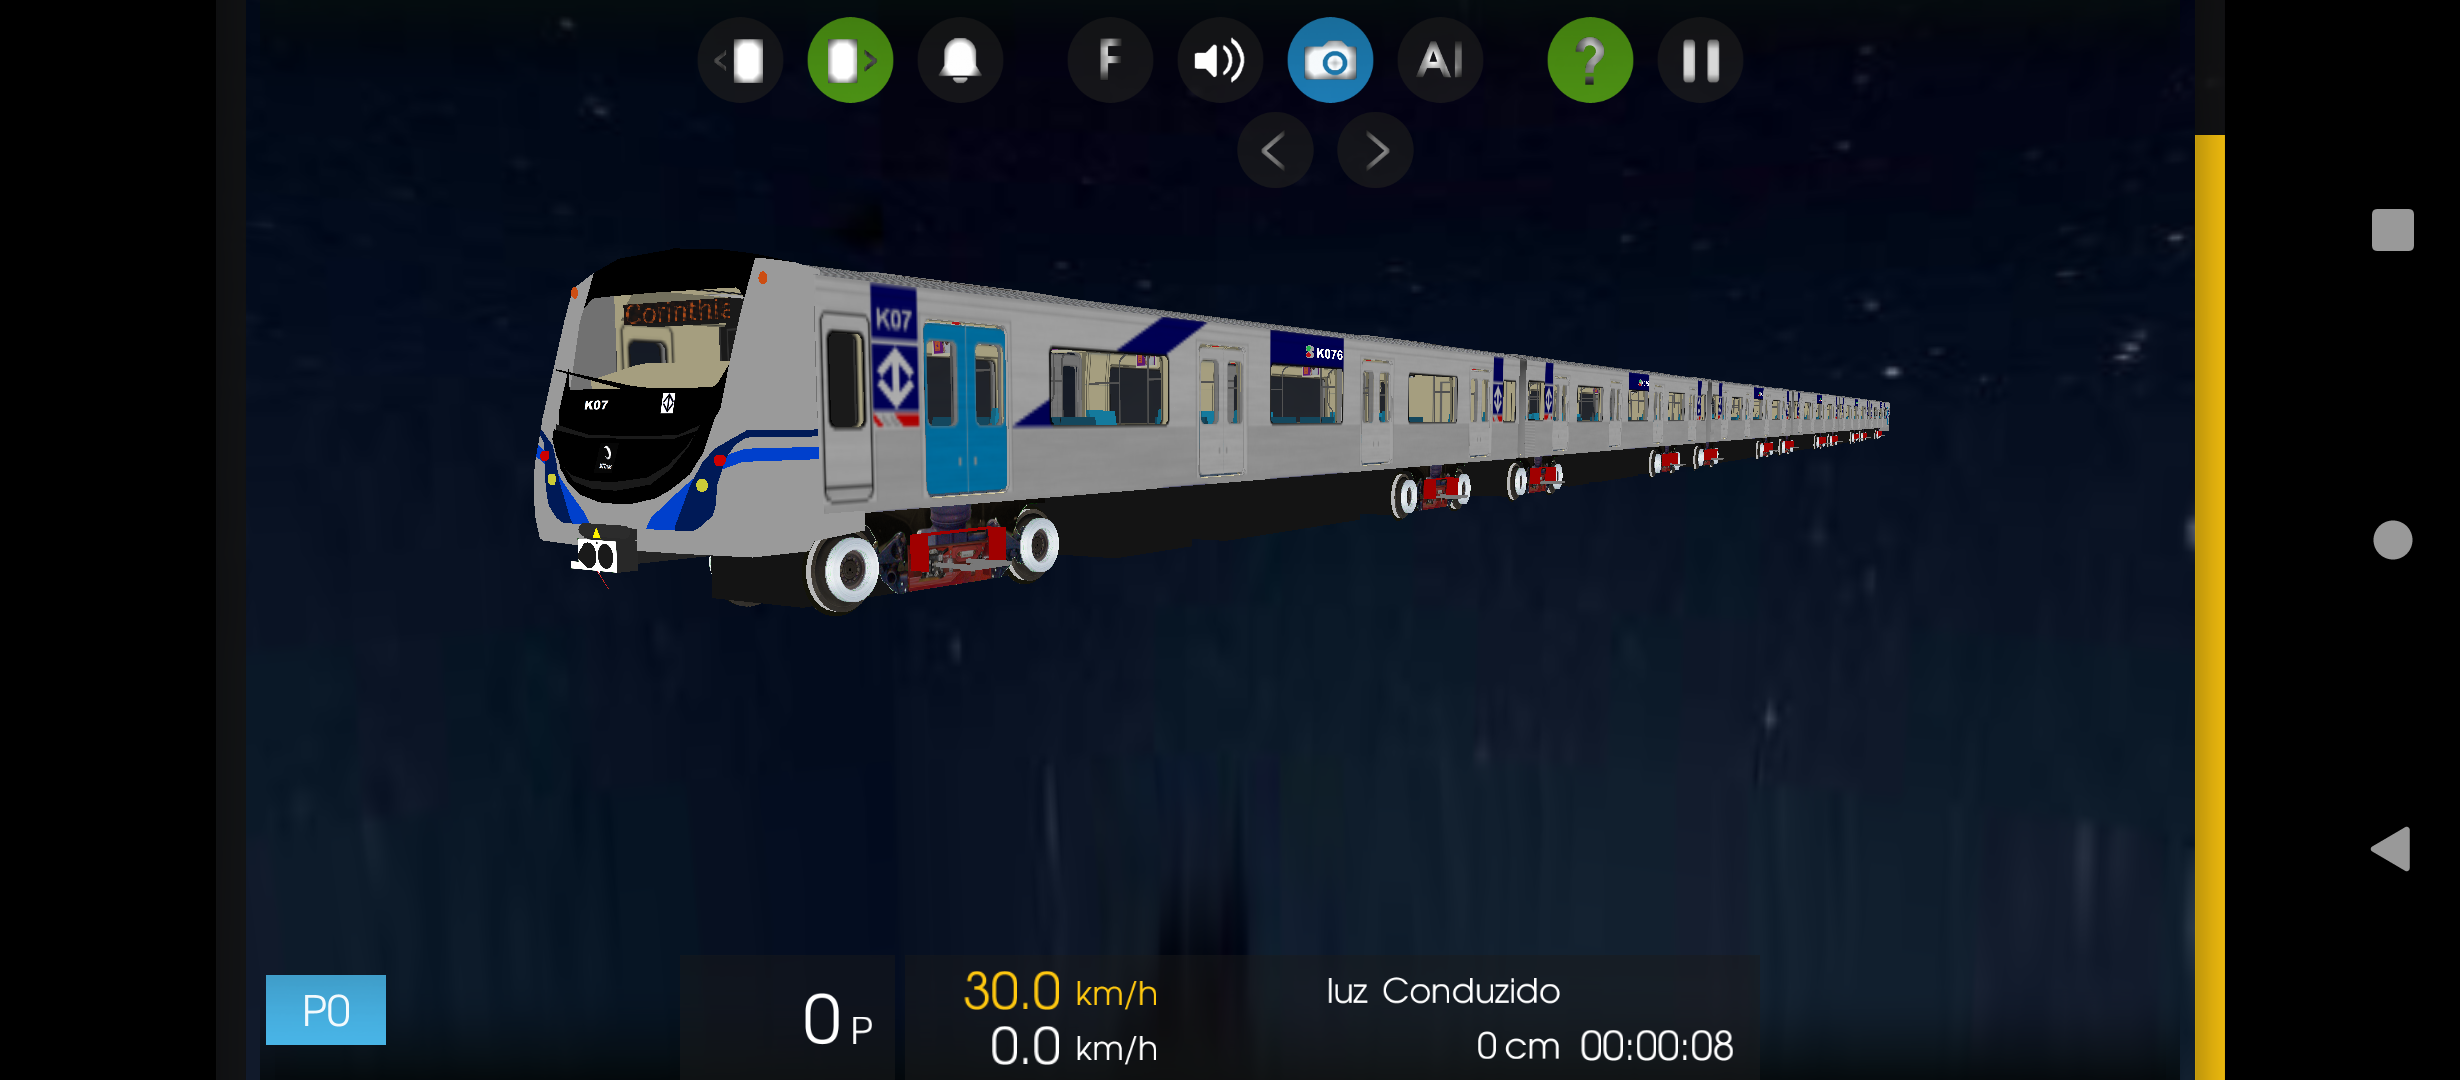 F AI ?
Corinthia
K07
K076
K07
30.0 km/h
luz Conduzido
P0
0 P
0.0 km/h
0 cm 00:00:08